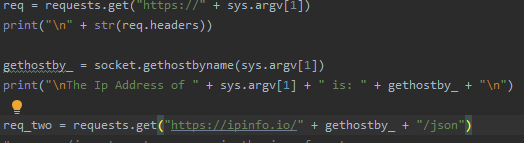 req = requests.get("https://" + sys.argv[1])
print("\n" + str(req.headers))
gethostby_ = socket.gethostbyname(sys.argv[1])
print("\nThe Ip Address of " + sys.argv[1] + " is: " + gethostby_ + "\n")
req_two = requests.get("https://ipinfo.io/" + gethostby_ + "/json")